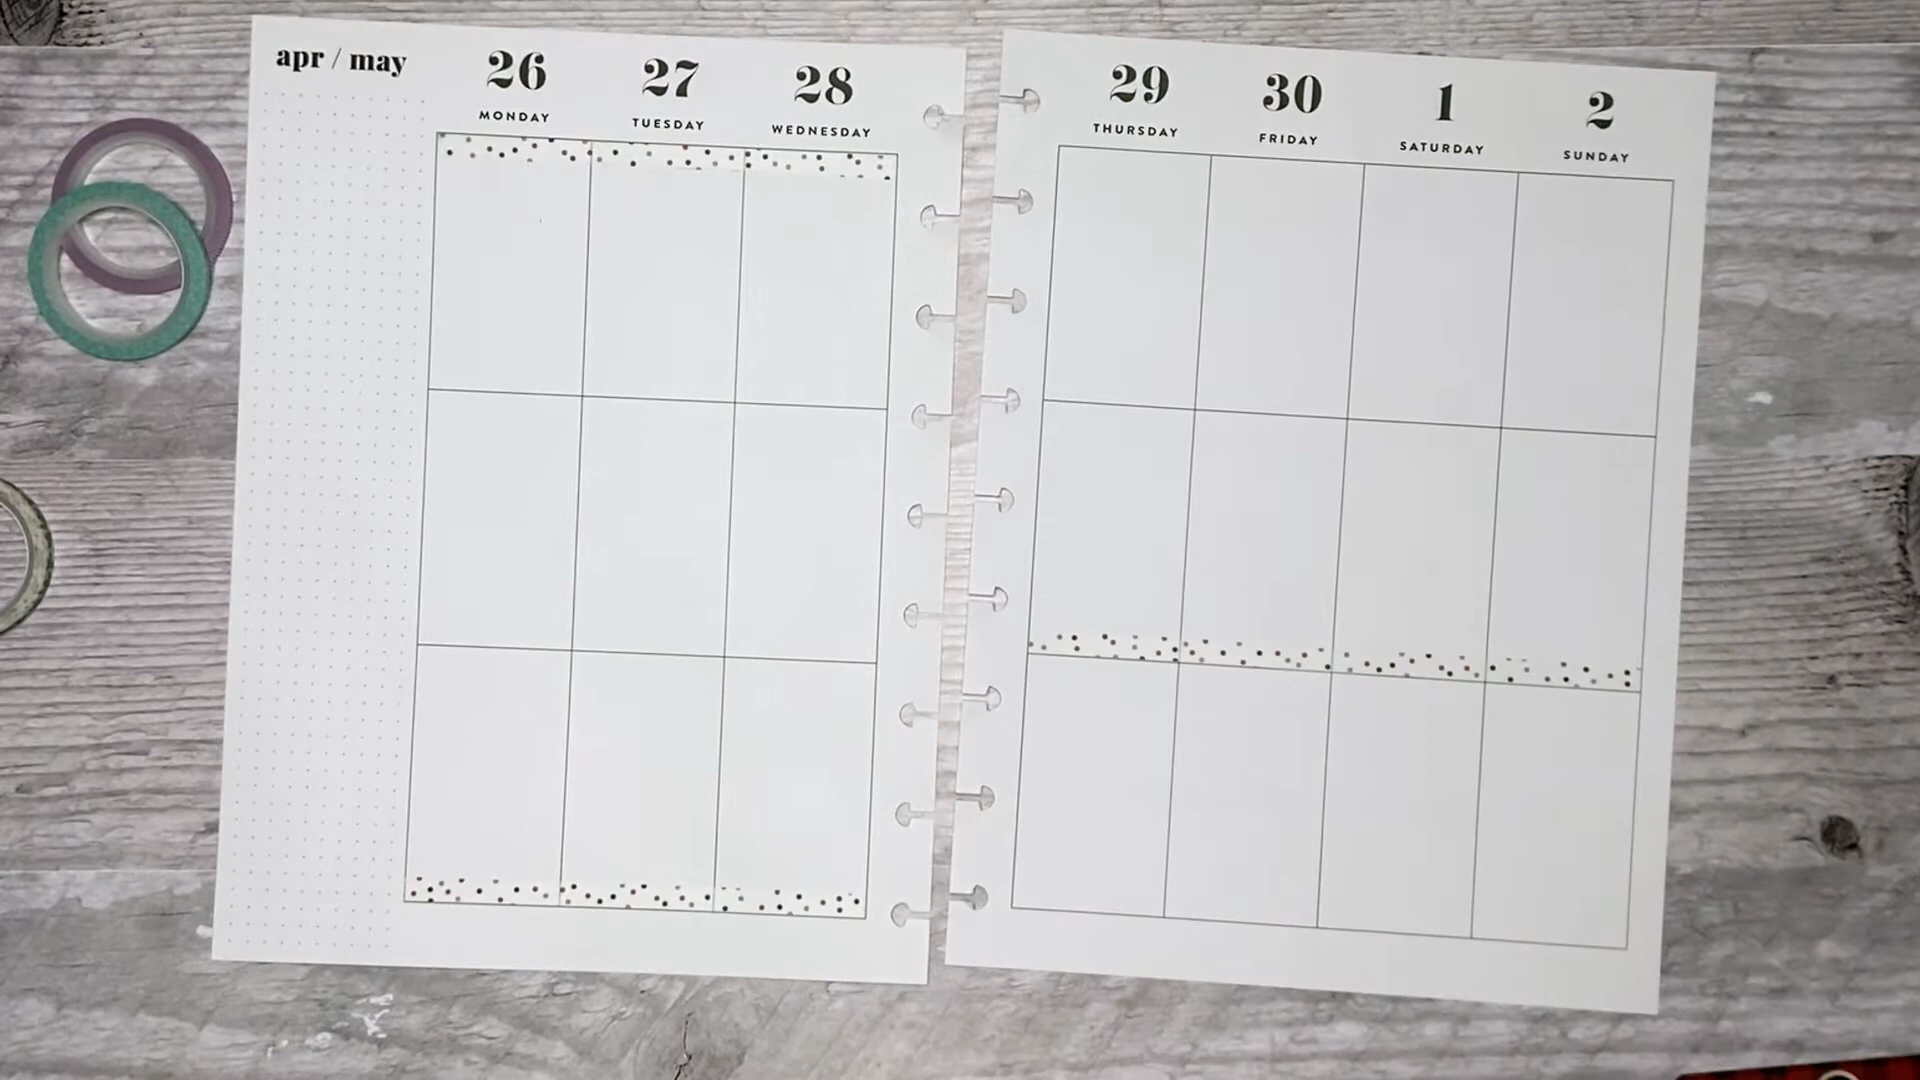 apr / may
26 27 28 29 30 1 2
MONDAY TUESDAY WEDNESDAY THURSDAY FRIDAY SATURDAY SUNDAY